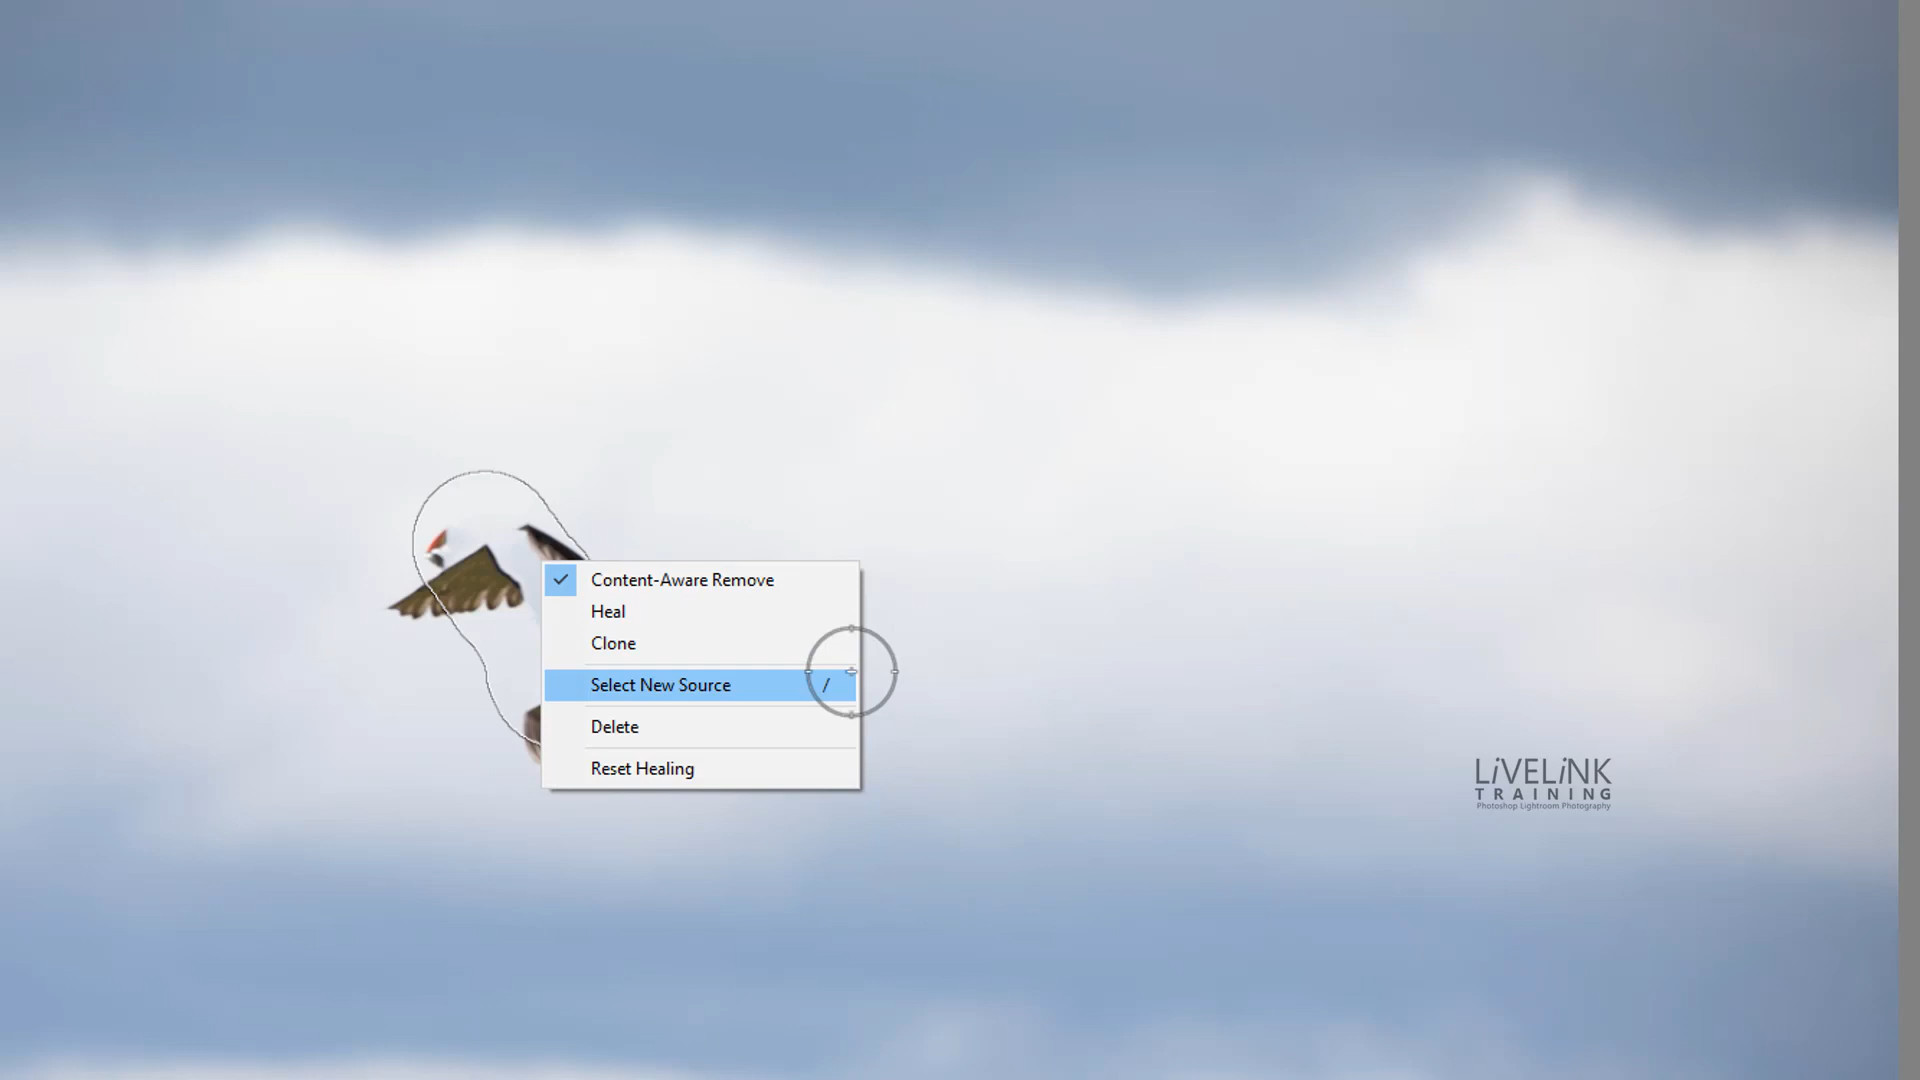 Content-Aware Remove
Heal
Clone
Select New Source /
Delete
Reset Healing
LiVELiNK
TRAINING
Photoshop Lightroom Photography